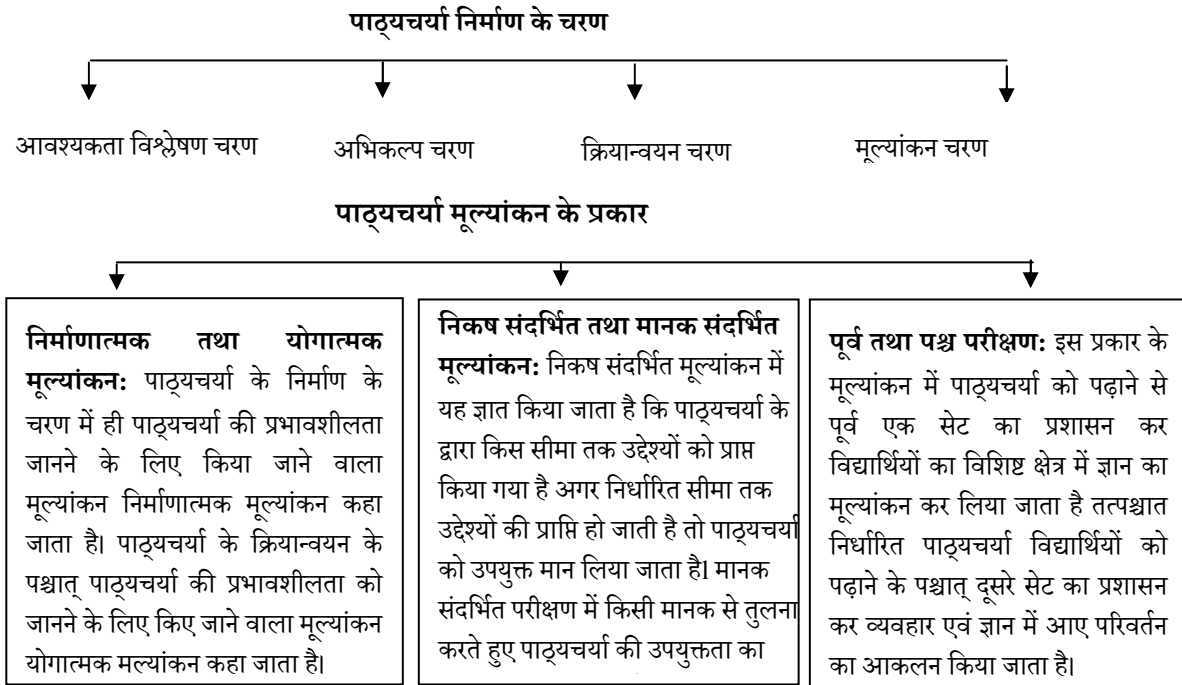 पाठ्यचर्या निर्माण के चरण
आवश्यकता विश्लेषण चरण अभिकल्प चरण क्रियान्वयन चरण मूल्यांकन चरण
पाठ्यचर्या मूल्यांकन के प्रकार
निर्माणात्मक तथा योगात्मक
मूल्यांकन: पाठ्यचर्या के निर्माण के
चरण में ही पाठ्यचर्या की प्रभावशीलता
जानने के लिए किया जाने वाला
मूल्यांकन निर्माणात्मक मूल्यांकन कहा
जाता है। पाठ्यचर्या के क्रियान्वयन के
पश्चात् पाठ्यचर्या की प्रभावशीलता को
जानने के लिए किए जाने वाला मूल्यांकन
योगात्मक मल्यांकन कहा जाता है।
निकष संदर्भित तथा मानक संदर्भित
मूल्यांकन: निकष संदर्भित मूल्यांकन में
यह ज्ञात किया जाता है कि पाठ्यचर्या के
द्वारा किस सीमा तक उद्देश्यों को प्राप्त
किया गया है अगर निर्धारित सीमा तक
उद्देश्यों की प्राप्ति हो जाती है तो पाठ्यचर्या
को उपयुक्त मान लिया जाता है। मानक
संदर्भित परीक्षण में किसी मानक से तुलना
करते हुए पाठ्यचर्या की उपयुक्तता का
पूर्व तथा पश्च परीक्षण: इस प्रकार के
मूल्यांकन में पाठ्यचर्या को पढ़ाने से
पूर्व एक सेट का प्रशासन कर
विद्यार्थियों का विशिष्ट क्षेत्र में ज्ञान का
मूल्यांकन कर लिया जाता है तत्पश्चात
निर्धारित पाठ्यचर्या विद्यार्थियों को
पढ़ाने के पश्चात् दूसरे सेट का प्रशासन
कर व्यवहार एवं ज्ञान में आए परिवर्तन
का आकलन किया जाता है।